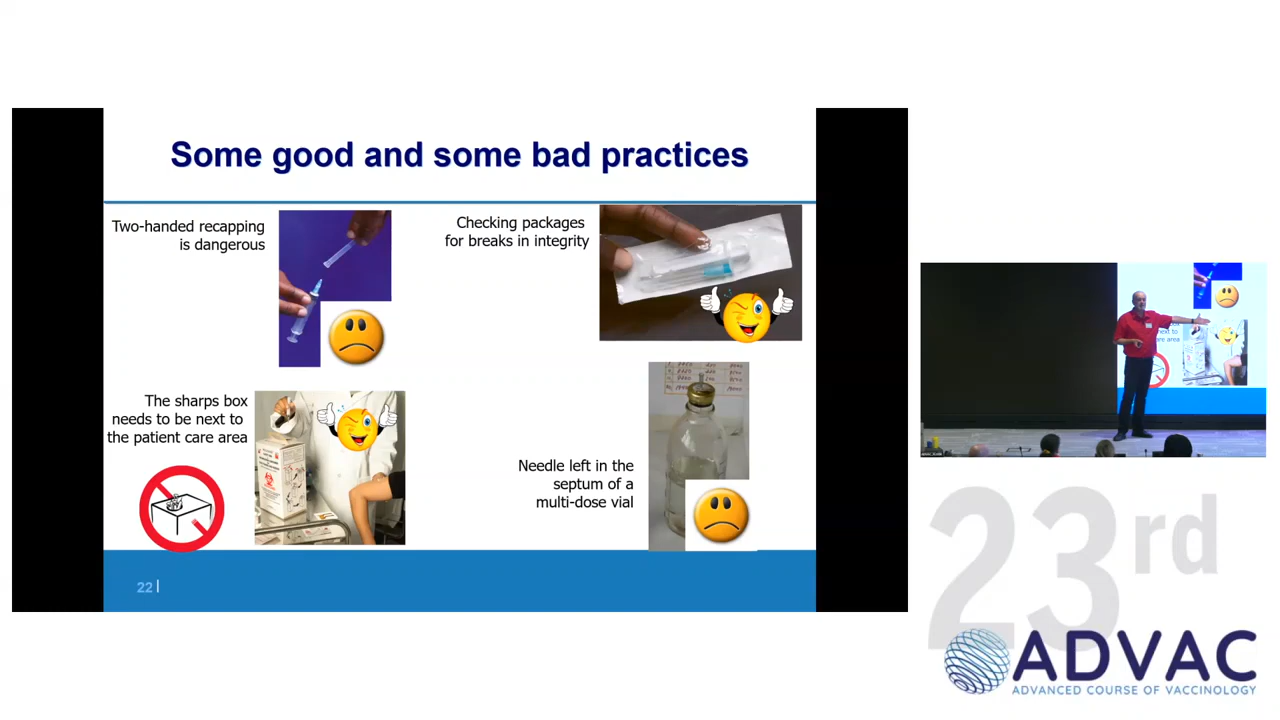 Some good and some bad practices
Two-handed recapping
is dangerous
Checking packages
for breaks in integrity
The sharps box
needs to be next to
the patient care area
Needle left in the
septum of a
multi-dose vial
22 |
care area
23rd
ADVAC
ADVANCED COURSE OF VACCINOLOGY